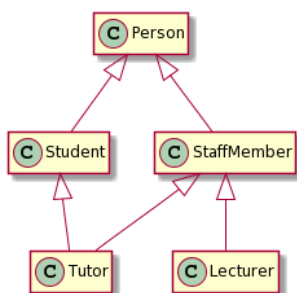 C Person
C Student
C StaffMember
C Tutor
C Lecturer